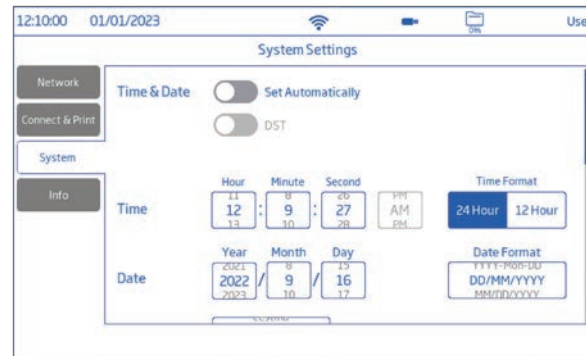 12:10:00 01/01/2023 0% Use
System Settings
Network
Connect & Print
System
Info
Time & Date Set Automatically
DST
Hour Minute Second Time Format
11 8 26 PM
Time 12 : 9 : 27 AM 24 Hour 12 Hour
13 10 28 PM
Year Month Day Date Format
2021 8 15 YYYY-Mon-DD
Date 2022 / 9 / 16 DD/MM/YYYY
2023 10 17 MM/DD/YYYY